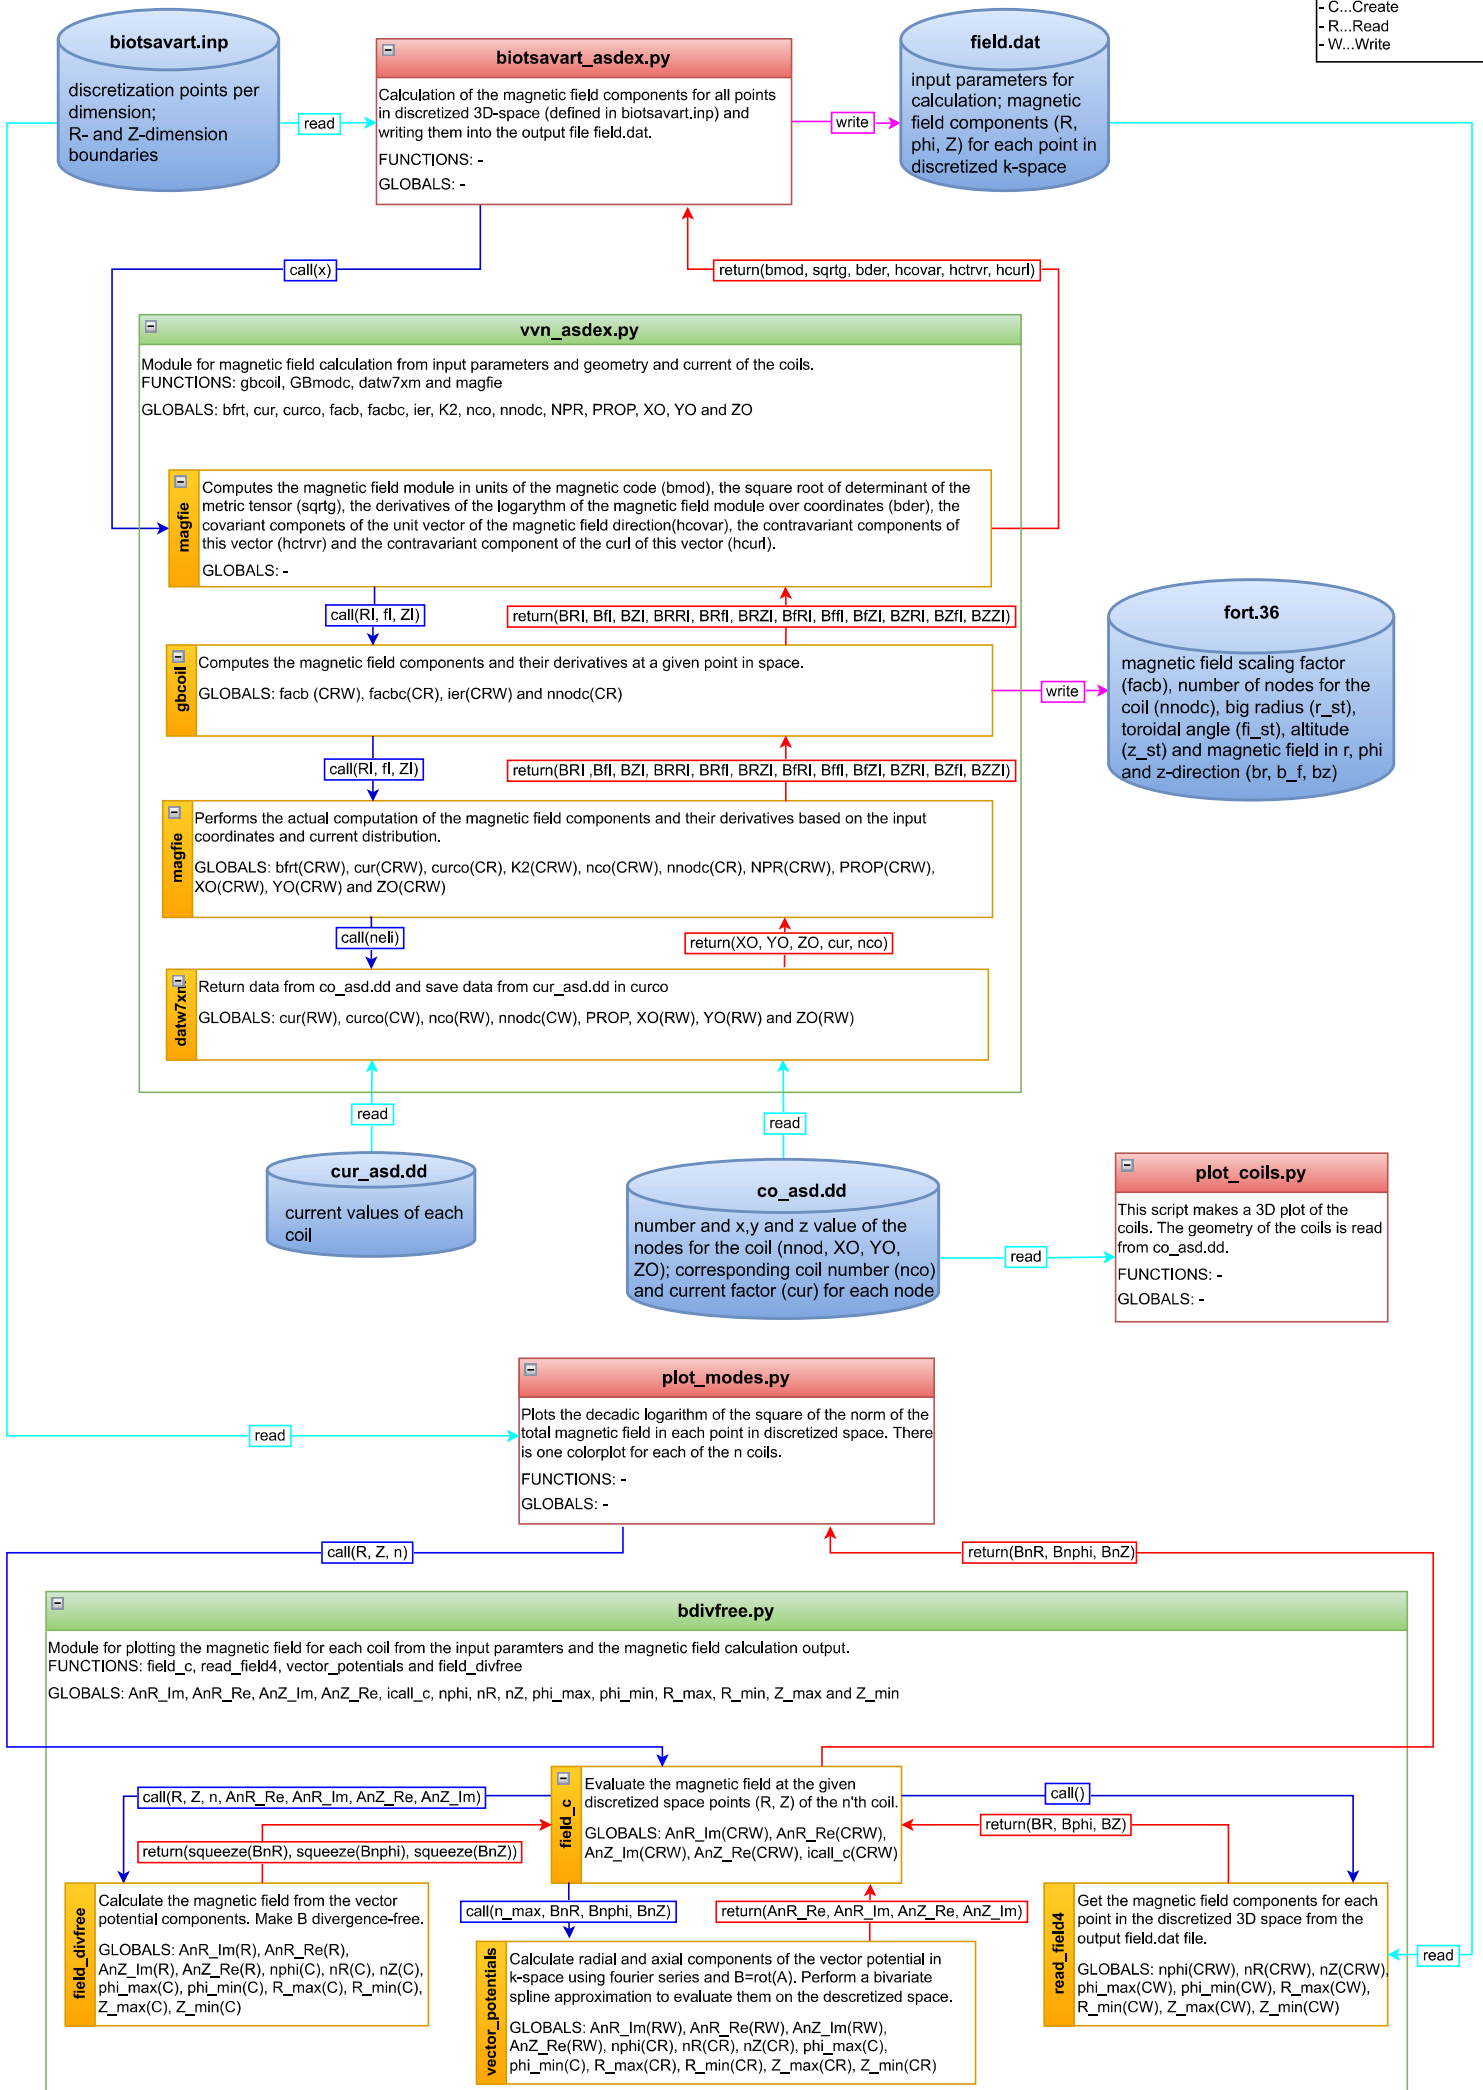 - C...Create
- R...Read
- W...Write
biotsavart.inp
discretization points per
dimension;
R- and Z-dimension
boundaries
read
biotsavart_asdex.py
Calculation of the magnetic field components for all points
in discretized 3D-space (defined in biotsavart.inp) and
writing them into the output file field.dat.
FUNCTIONS: -
GLOBALS: -
write
field.dat
input parameters for
calculation; magnetic
field components (R,
phi, Z) for each point in
discretized k-space
call(x)
return(bmod, sqrtg, bder, hcovar, hctrvr, hcurl)
vvn_asdex.py
Module for magnetic field calculation from input parameters and geometry and current of the coils.
FUNCTIONS: gbcoil, GBmodc, datw7xm and magfie
GLOBALS: bfrt, cur, curco, facb, facbc, ier, K2, nco, nnodc, NPR, PROP, XO, YO and ZO
magfie
Computes the magnetic field module in units of the magnetic code (bmod), the square root of determinant of the
metric tensor (sqrtg), the derivatives of the logarythm of the magnetic field module over coordinates (bder), the
covariant componets of the unit vector of the magnetic field direction(hcovar), the contravariant components of
this vector (hctrvr) and the contravariant component of the curl of this vector (hcurl).
GLOBALS: -
call(RI, fI, ZI)
return(BRI, BfI, BZI, BRRI, BRfI, BRZI, BfRI, BffI, BfZI, BZRI, BZfI, BZZI)
gbcoil
Computes the magnetic field components and their derivatives at a given point in space.
GLOBALS: facb (CRW), facbc(CR), ier(CRW) and nnodc(CR)
write
fort.36
magnetic field scaling factor
(facb), number of nodes for the
coil (nnodc), big radius (r_st),
toroidal angle (fi_st), altitude
(z_st) and magnetic field in r, phi
and z-direction (br, b_f, bz)
call(RI, fI, ZI)
return(BRI ,BfI, BZI, BRRI, BRfI, BRZI, BfRI, BffI, BfZI, BZRI, BZfI, BZZI)
magfie
Performs the actual computation of the magnetic field components and their derivatives based on the input
coordinates and current distribution.
GLOBALS: bfrt(CRW), cur(CRW), curco(CR), K2(CRW), nco(CRW), nnodc(CR), NPR(CRW), PROP(CRW),
XO(CRW), YO(CRW) and ZO(CRW)
call(neli)
return(XO, YO, ZO, cur, nco)
datw7xm
Return data from co_asd.dd and save data from cur_asd.dd in curco
GLOBALS: cur(RW), curco(CW), nco(RW), nnodc(CW), PROP, XO(RW), YO(RW) and ZO(RW)
read
read
cur_asd.dd
current values of each
coil
co_asd.dd
number and x,y and z value of the
nodes for the coil (nnod, XO, YO,
ZO); corresponding coil number (nco)
and current factor (cur) for each node
read
plot_coils.py
This script makes a 3D plot of the
coils. The geometry of the coils is read
from co_asd.dd.
FUNCTIONS: -
GLOBALS: -
read
plot_modes.py
Plots the decadic logarithm of the square of the norm of the
total magnetic field in each point in discretized space. There
is one colorplot for each of the n coils.
FUNCTIONS: -
GLOBALS: -
call(R, Z, n)
return(BnR, Bnphi, BnZ)
bdivfree.py
Module for plotting the magnetic field for each coil from the input paramters and the magnetic field calculation output.
FUNCTIONS: field_c, read_field4, vector_potentials and field_divfree
GLOBALS: AnR_Im, AnR_Re, AnZ_Im, AnZ_Re, icall_c, nphi, nR, nZ, phi_max, phi_min, R_max, R_min, Z_max and Z_min
call(R, Z, n, AnR_Re, AnR_Im, AnZ_Re, AnZ_Im)
return(squeeze(BnR), squeeze(Bnphi), squeeze(BnZ))
field_c
Evaluate the magnetic field at the given
discretized space points (R, Z) of the n'th coil.
GLOBALS: AnR_Im(CRW), AnR_Re(CRW),
AnZ_Im(CRW), AnZ_Re(CRW), icall_c(CRW)
call()
return(BR, Bphi, BZ)
call(n_max, BnR, Bnphi, BnZ)
return(AnR_Re, AnR_Im, AnZ_Re, AnZ_Im)
field_divfree
Calculate the magnetic field from the vector
potential components. Make B divergence-free.
GLOBALS: AnR_Im(R), AnR_Re(R),
AnZ_Im(R), AnZ_Re(R), nphi(C), nR(C), nZ(C),
phi_max(C), phi_min(C), R_max(C), R_min(C),
Z_max(C), Z_min(C)
vector_potentials
Calculate radial and axial components of the vector potential in
k-space using fourier series and B=rot(A). Perform a bivariate
spline approximation to evaluate them on the descretized space.
GLOBALS: AnR_Im(RW), AnR_Re(RW), AnZ_Im(RW),
AnZ_Re(RW), nphi(CR), nR(CR), nZ(CR), phi_max(C),
phi_min(C), R_max(CR), R_min(CR), Z_max(CR), Z_min(CR)
read_field4
Get the magnetic field components for each
point in the discretized 3D space from the
output field.dat file.
GLOBALS: nphi(CRW), nR(CRW), nZ(CRW),
phi_max(CW), phi_min(CW), R_max(CW),
R_min(CW), Z_max(CW), Z_min(CW)
read